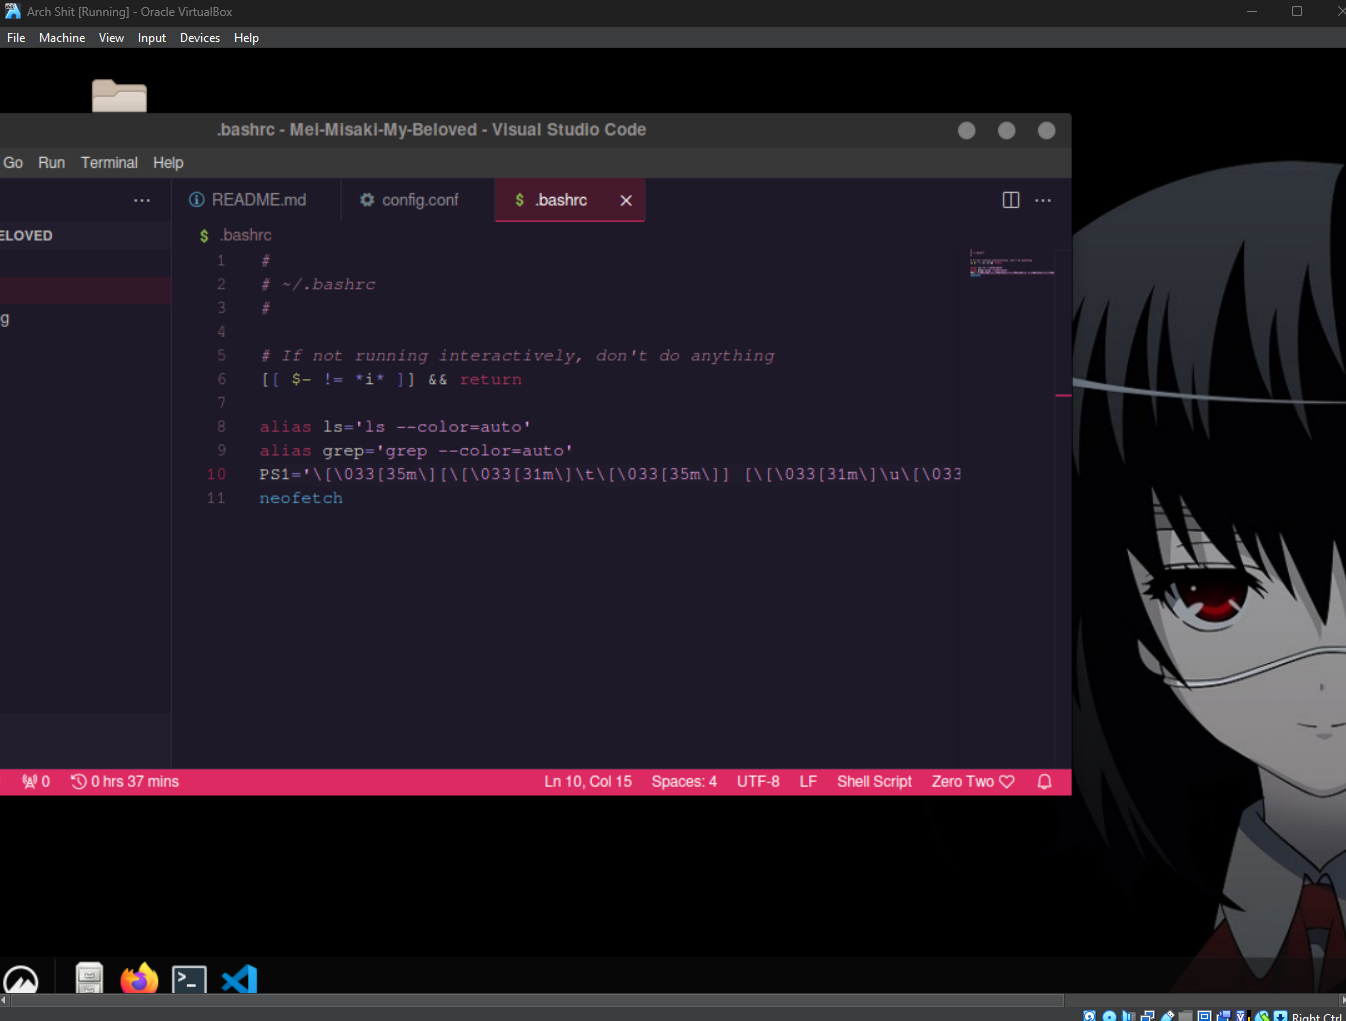 Arch Shit [Running] - Oracle VirtualBox
File Machine View Input Devices Help
.bashrc - Mei-Misaki-My-Beloved - Visual Studio Code
Go Run Terminal Help
README.md config.conf $ .bashrc
ELOVED
$ .bashrc
1 #
2 # ~/.bashrc
3 #
4
5 # If not running interactively, don't do anything
g
6 [[ $- != *i* ]] && return
7
8 alias ls='ls --color=auto'
9 alias grep='grep --color=auto'
10 PS1='\[\033[35m\][\[\033[31m\]\t\[\033[35m\]] [\[\033[31m\]\u\[\033
11 neofetch
0 0 hrs 37 mins Ln 10, Col 15 Spaces: 4 UTF-8 LF Shell Script Zero Two ♡
Right Ctrl